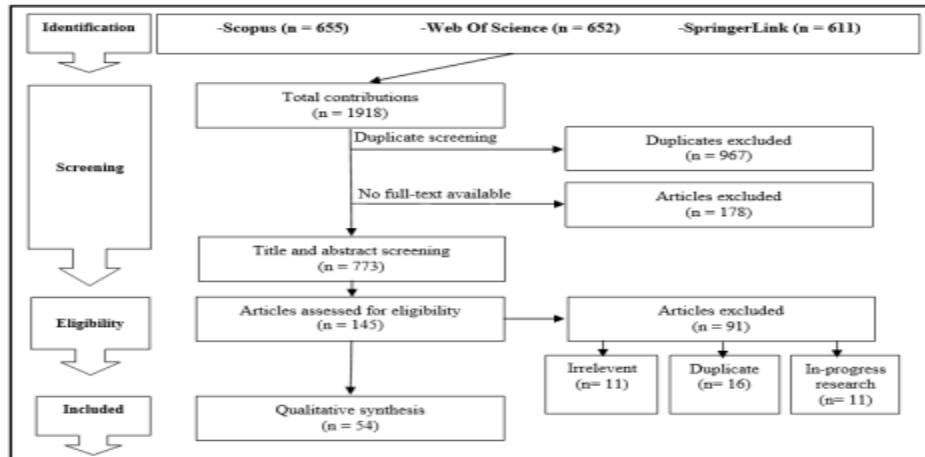 Identification
-Scopus (n = 655) -Web Of Science (n = 652) -SpringerLink (n = 611)
Total contributions
(n = 1918)
Duplicate screening
Duplicates excluded
(n = 967)
Screening
No full-text available
Articles excluded
(n = 178)
Title and abstract screening
(n = 773)
Eligibility
Articles assessed for eligibility
(n = 145)
Articles excluded
(n = 91)
Irrelevent
(n= 11)
Duplicate
(n= 16)
In-progress
research
(n= 11)
Included
Qualitative synthesis
(n = 54)